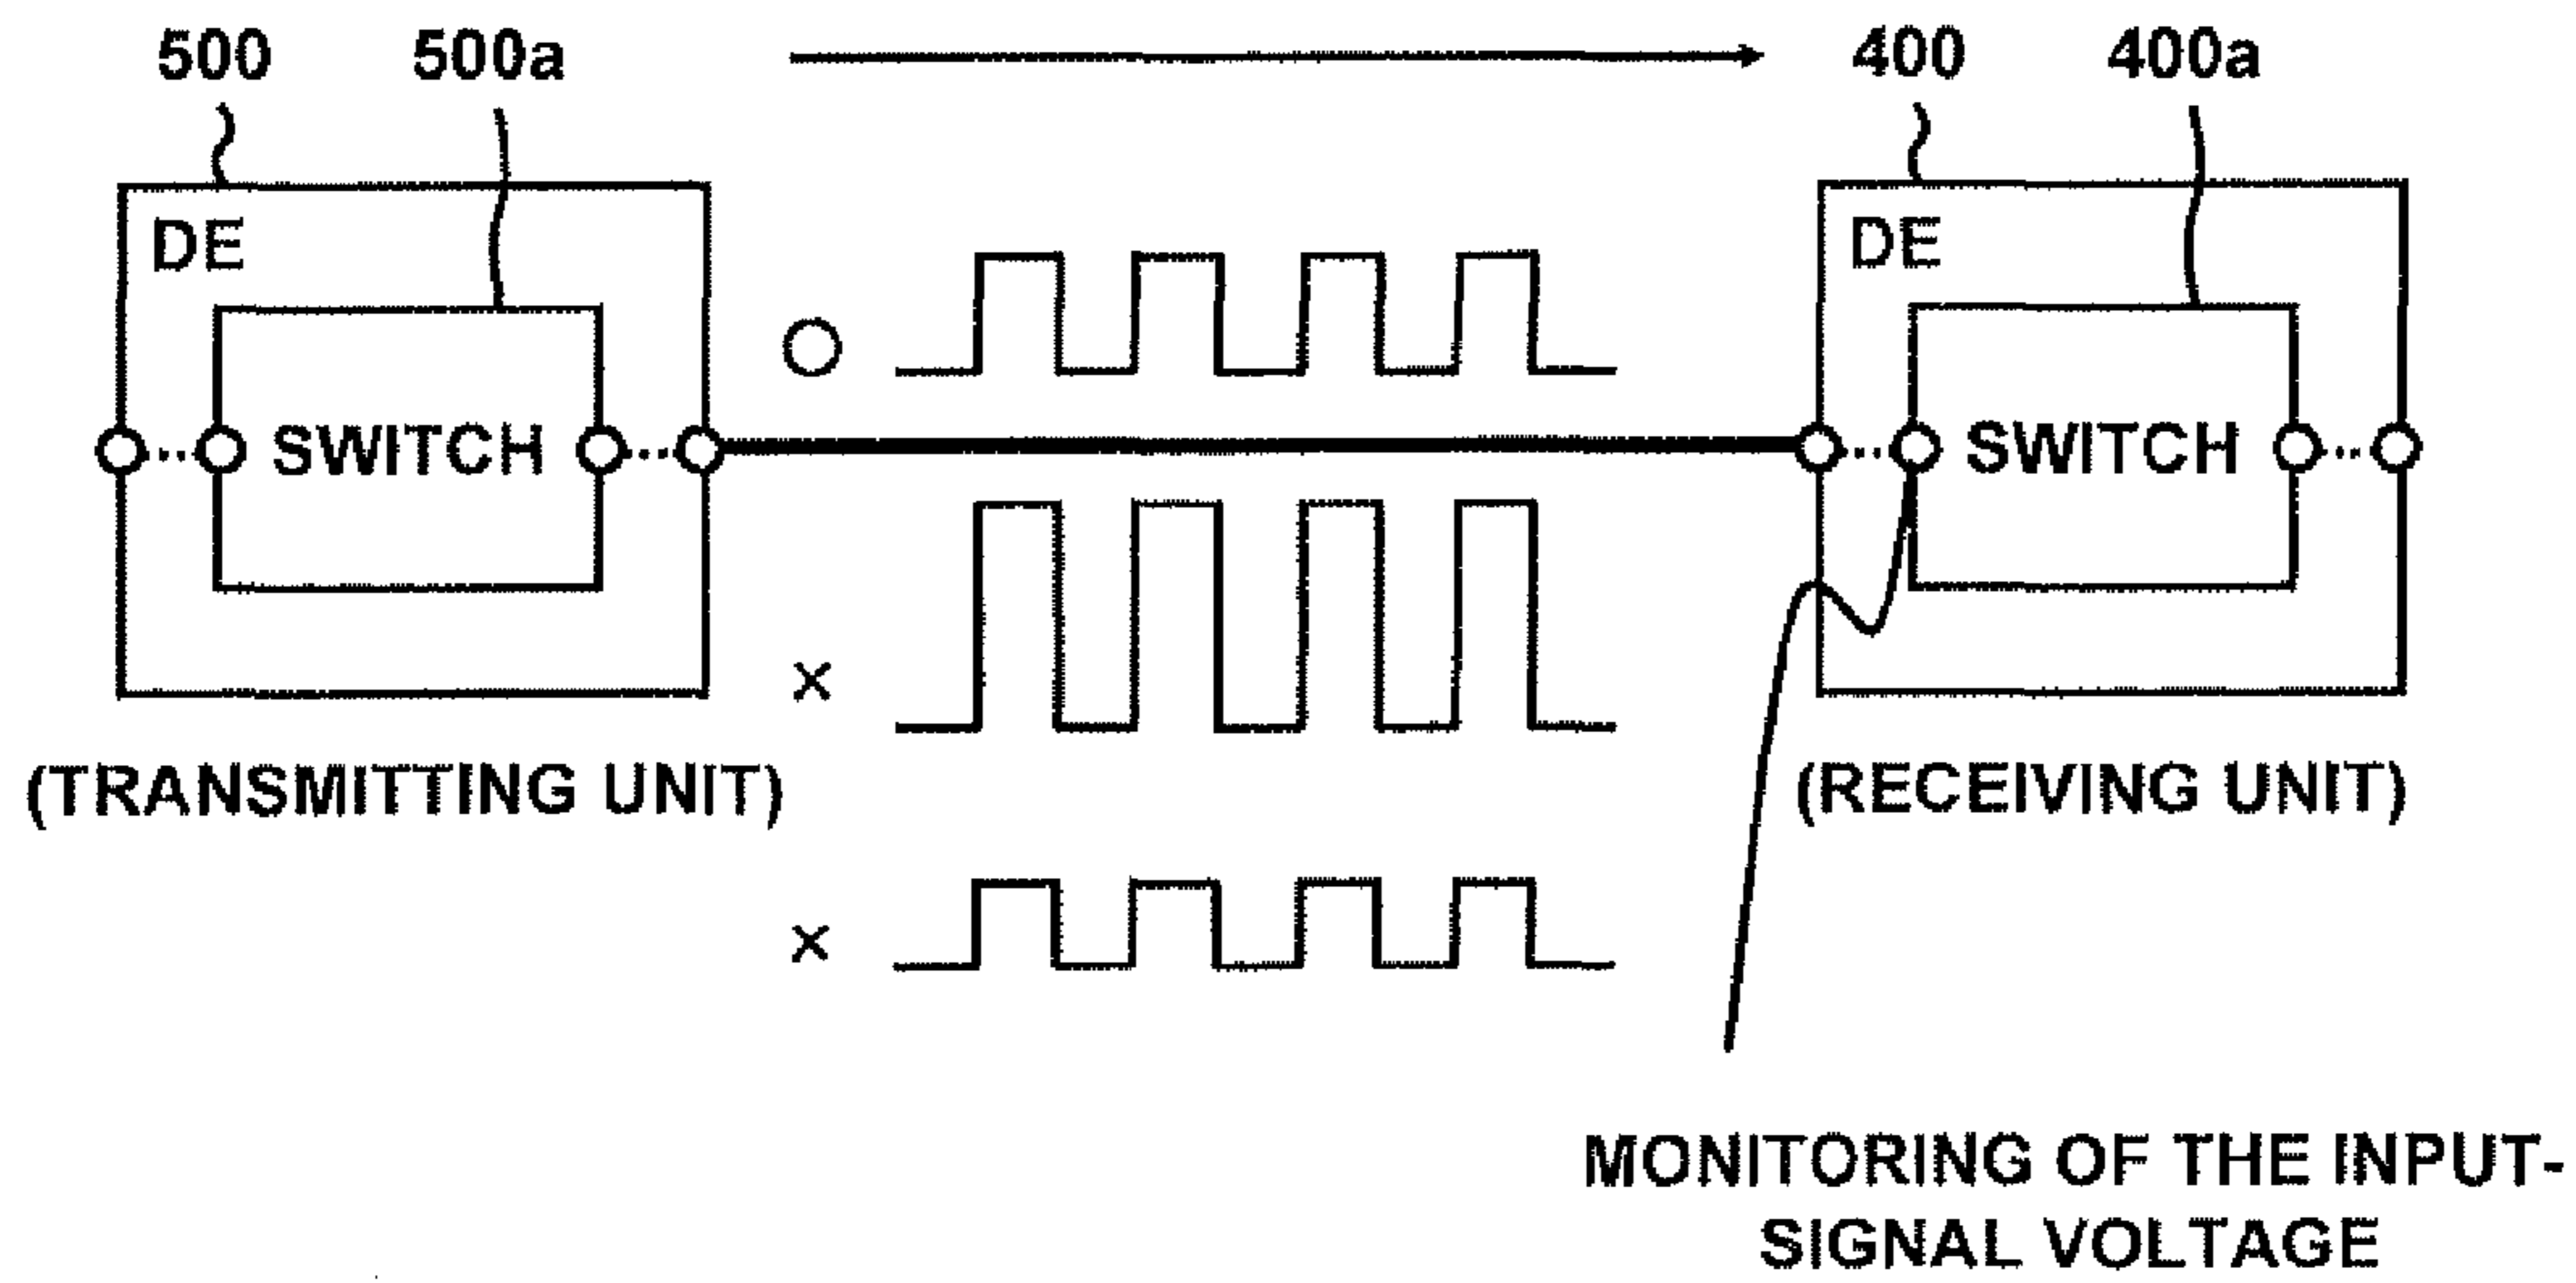 500
500a
400
400a
DE
DE
SWITCH
SWITCH
(TRANSMITTING UNIT)
(RECEIVING UNIT)
MONITORING OF THE INPUT-
SIGNAL VOLTAGE